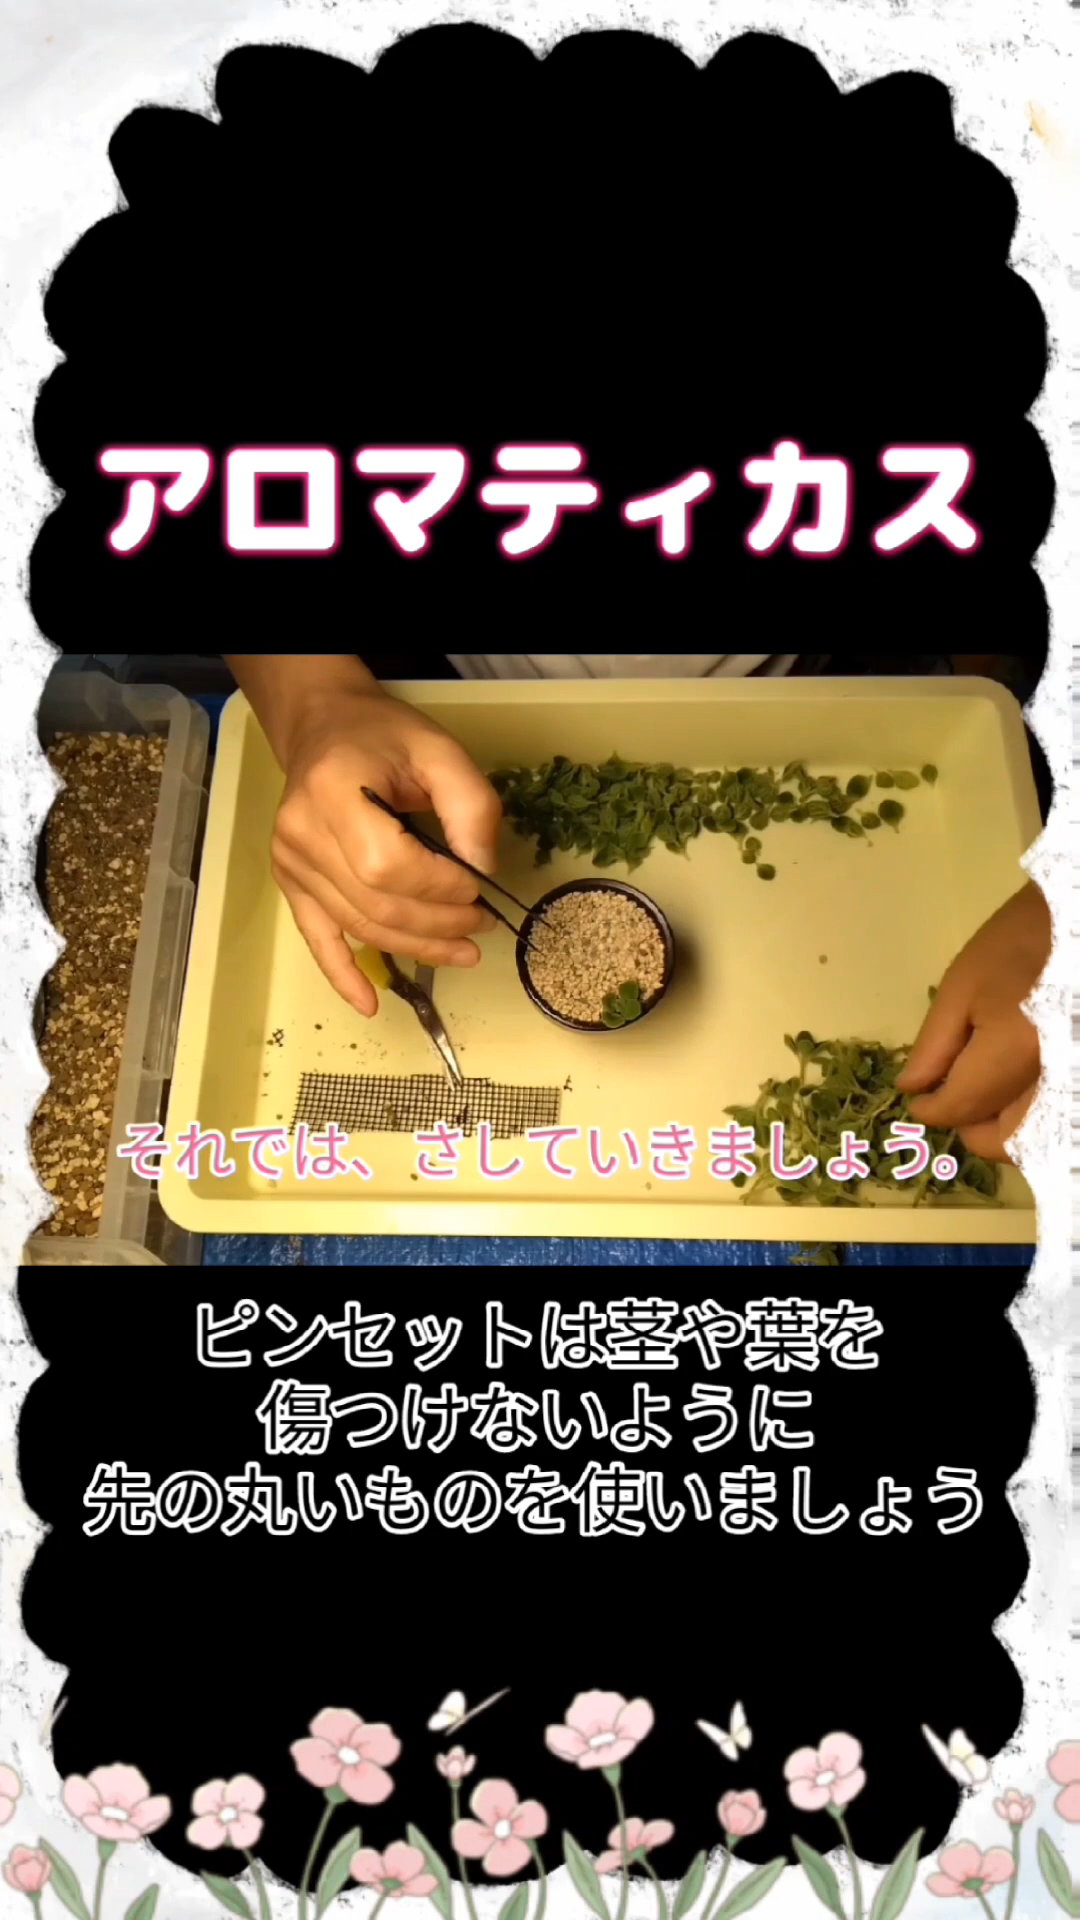 アロマティカス
それでは、さしていきましょう。
ピンセットは茎や葉を
傷つけないように
先の丸いものを使いましょう